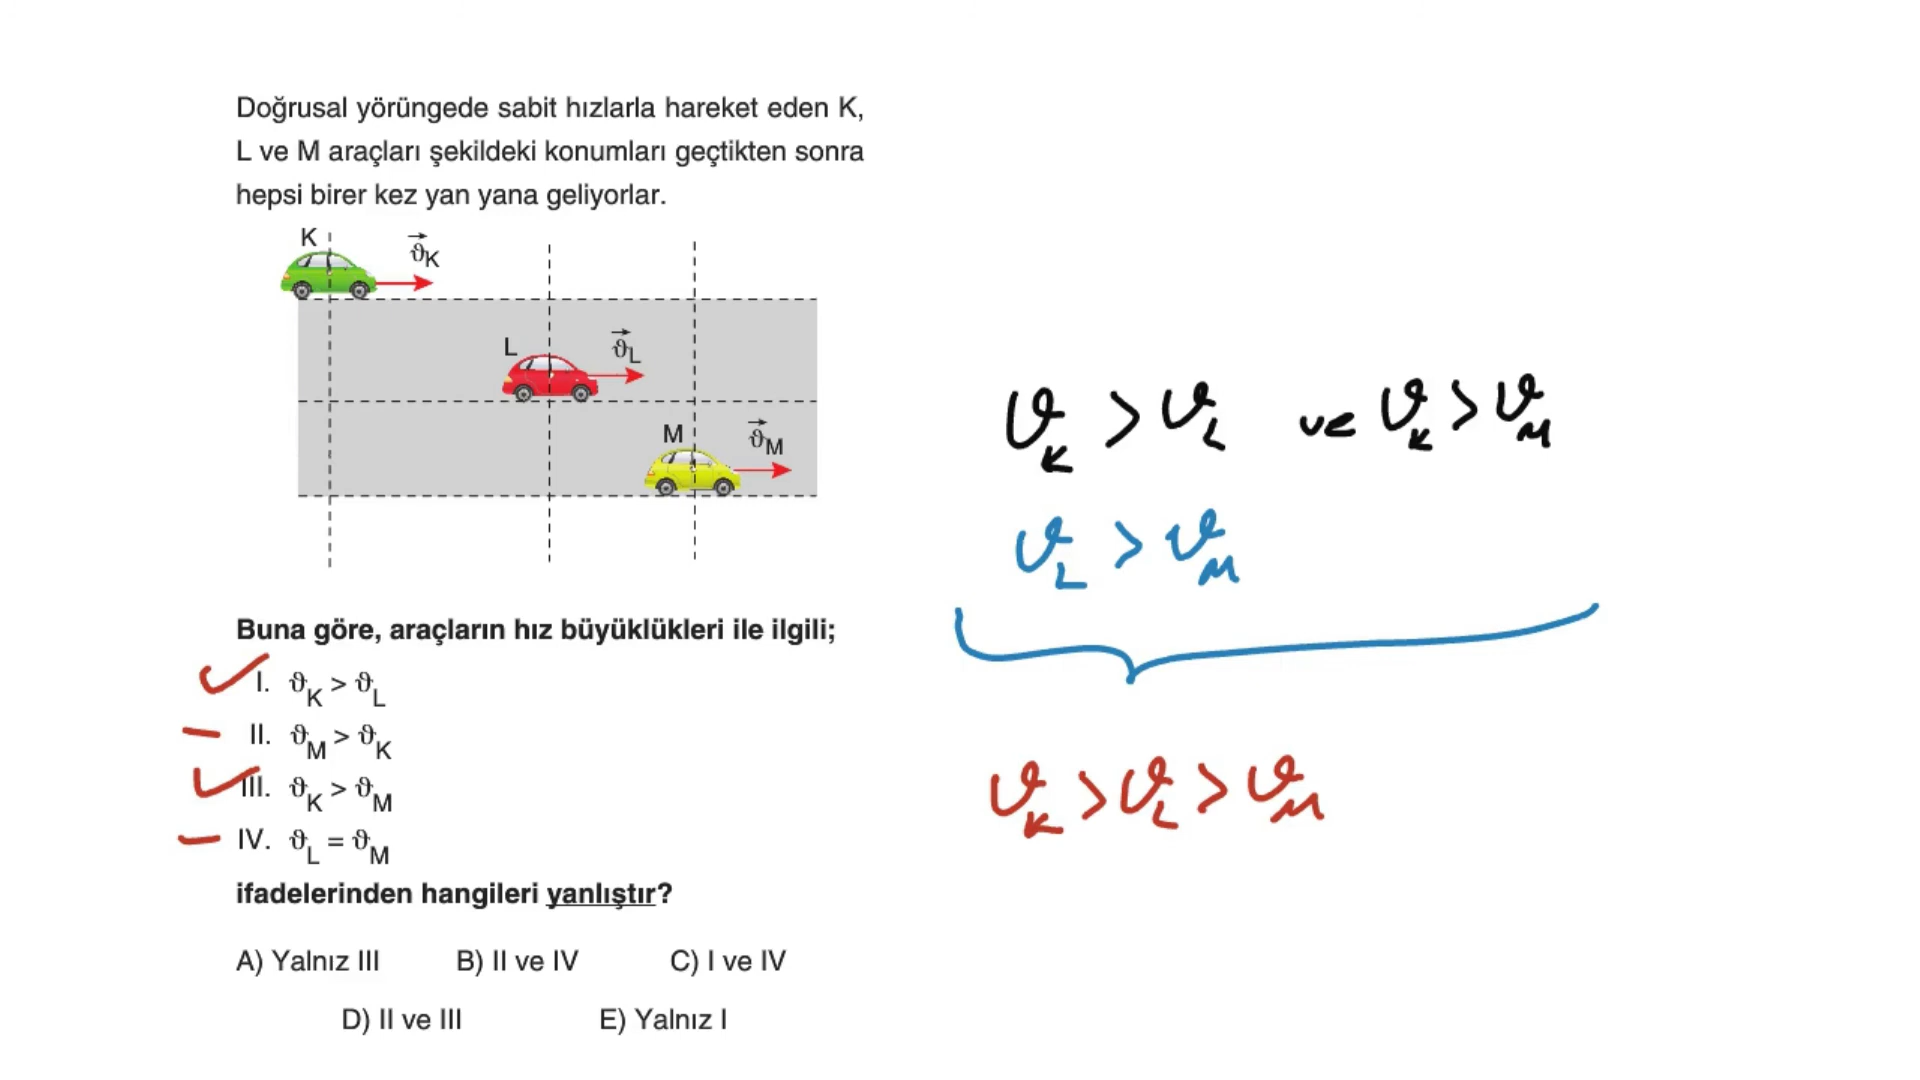 Doğrusal yörüngede sabit hızlarla hareket eden K,
L ve M araçları şekildeki konumları geçtikten sonra
hepsi birer kez yan yana geliyorlar.
K
ϑK
L
ϑL
M
ϑM
ϑK > ϑL ve ϑK > ϑM
ϑL > ϑM
Buna göre, araçların hız büyüklükleri ile ilgili;
I. ϑK > ϑL
II. ϑM > ϑK
III. ϑK > ϑM
IV. ϑL = ϑM
ϑK > ϑL > ϑM
ifadelerinden hangileri yanlıştır?
A) Yalnız III B) II ve IV C) I ve IV
D) II ve III E) Yalnız I